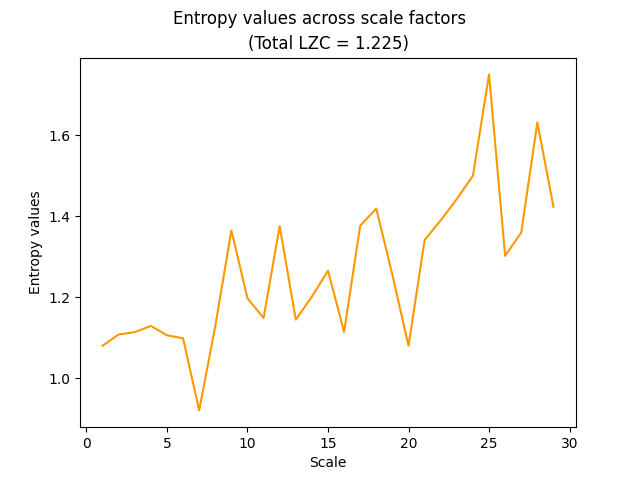 Entropy values across scale factors
(Total LZC = 1.225)
Entropy values
1.6
1.4
1.2
1.0
0
5
10
15
20
25
30
Scale